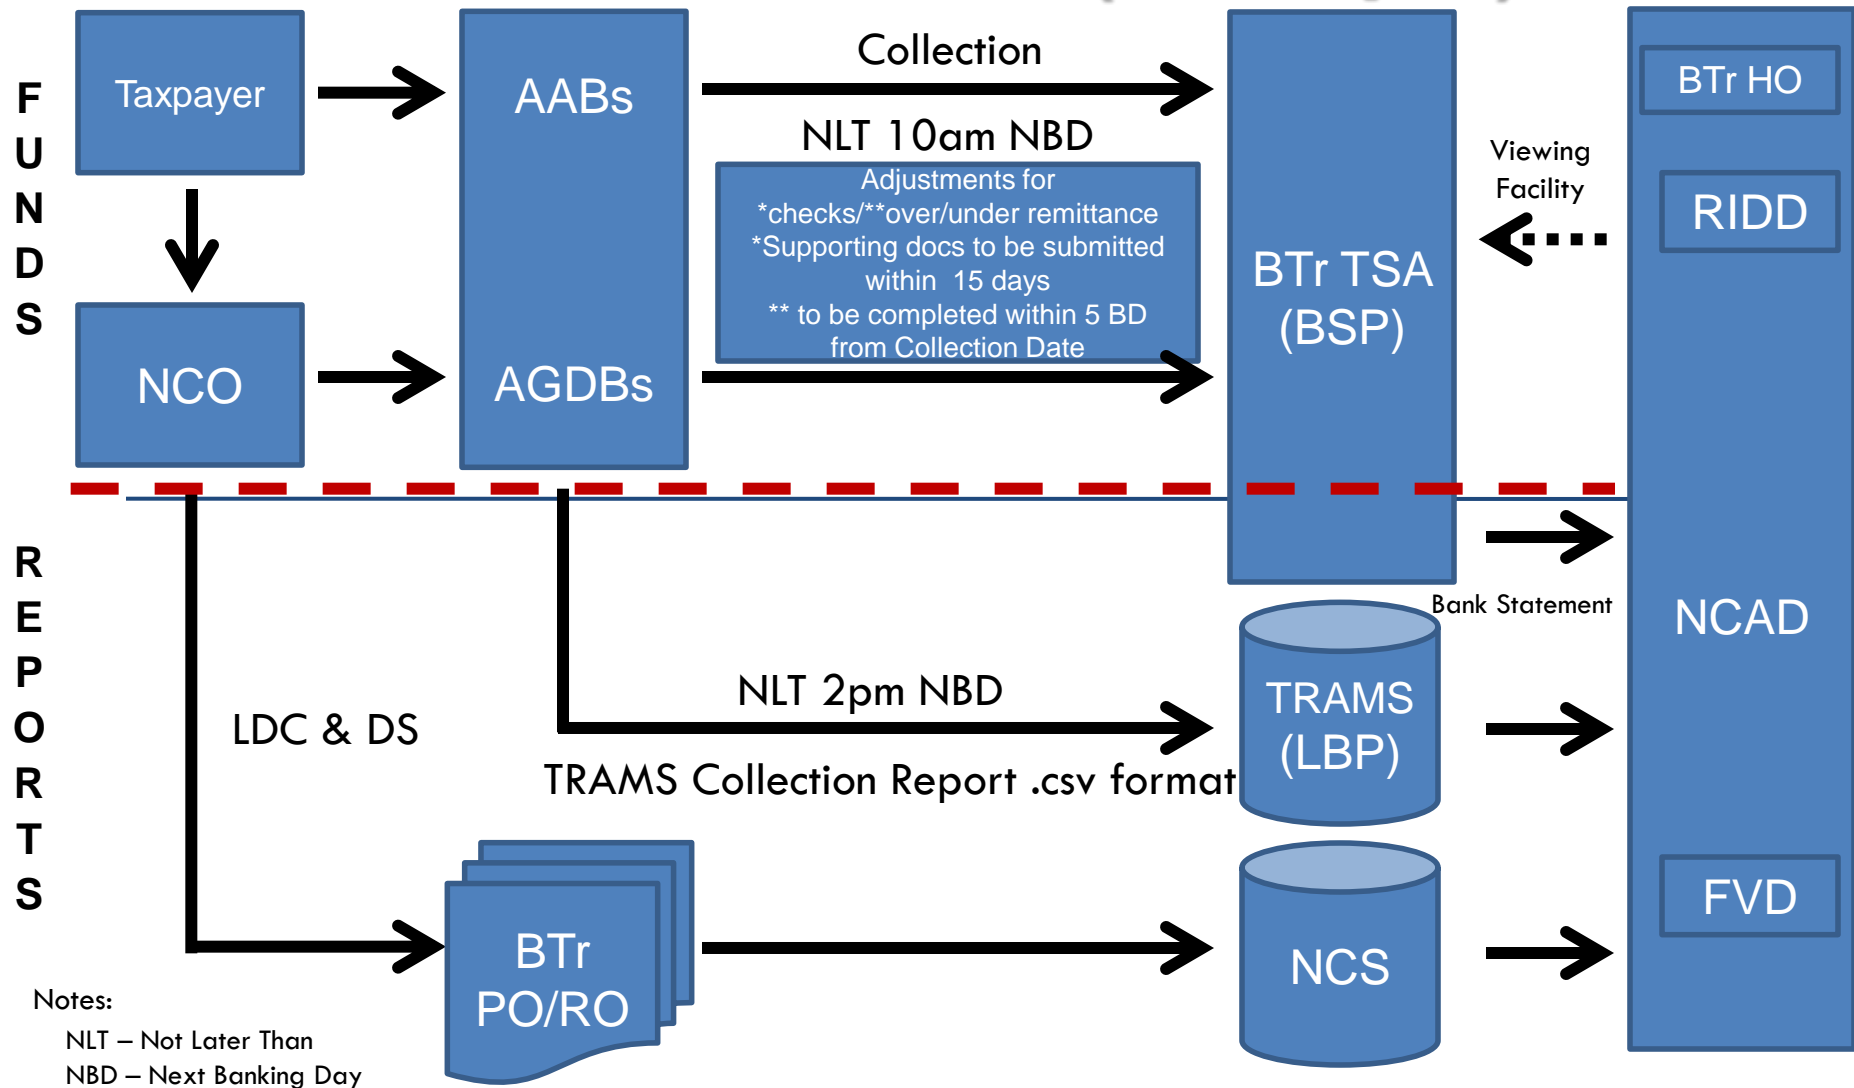 FUNDS
Taxpayer
AABs
Collection
NLT 10am NBD
Adjustments for
*checks/**over/under remittance
*Supporting docs to be submitted
within 15 days
** to be completed within 5 BD
from Collection Date
NCO
AGDBs
BTr TSA
(BSP)
Viewing
Facility
BTr HO
RIDD
REPORTS
Bank Statement
NCAD
NLT 2pm NBD
LDC & DS
TRAMS Collection Report .csv format
TRAMS
(LBP)
FVD
BTr
PO/RO
NCS
Notes:
NLT – Not Later Than
NBD – Next Banking Day